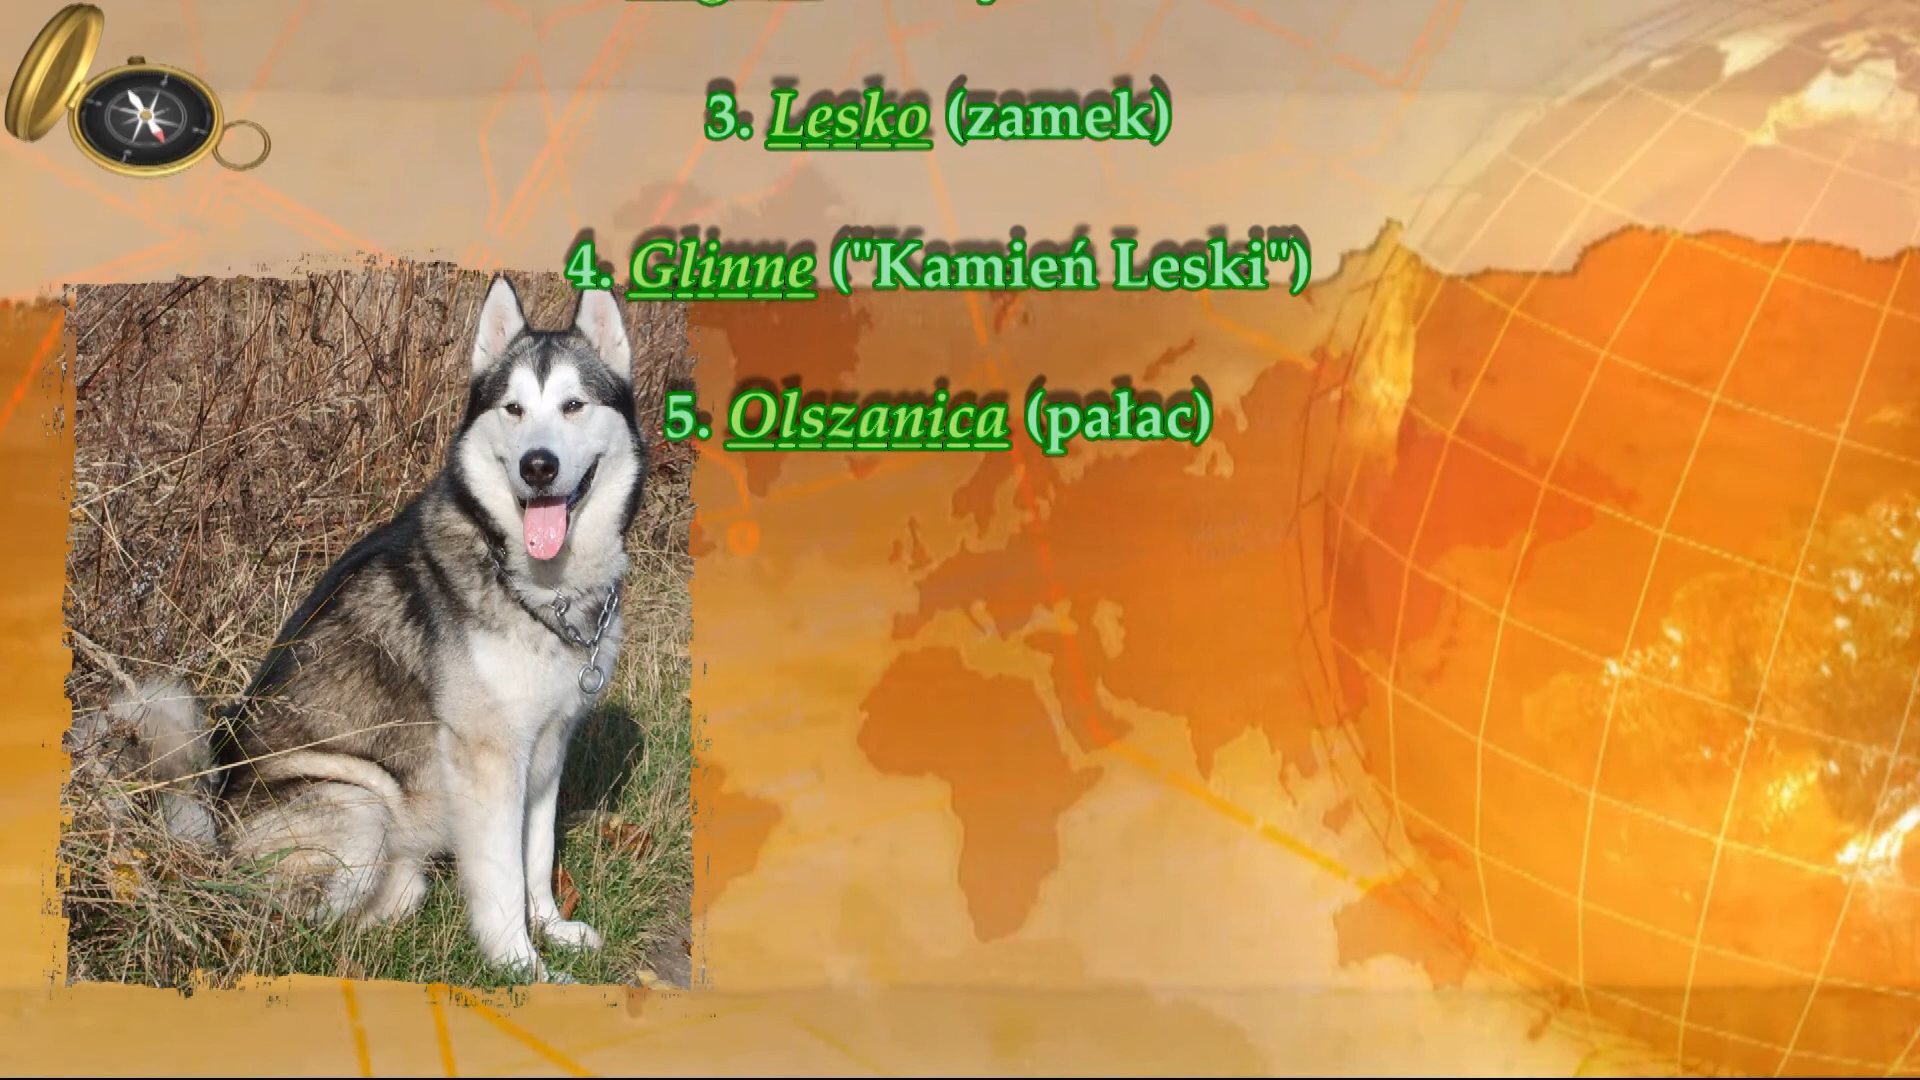 3. Lesko (zamek)
4. Glinne ("Kamień Leski")
5. Olszanica (pałac)